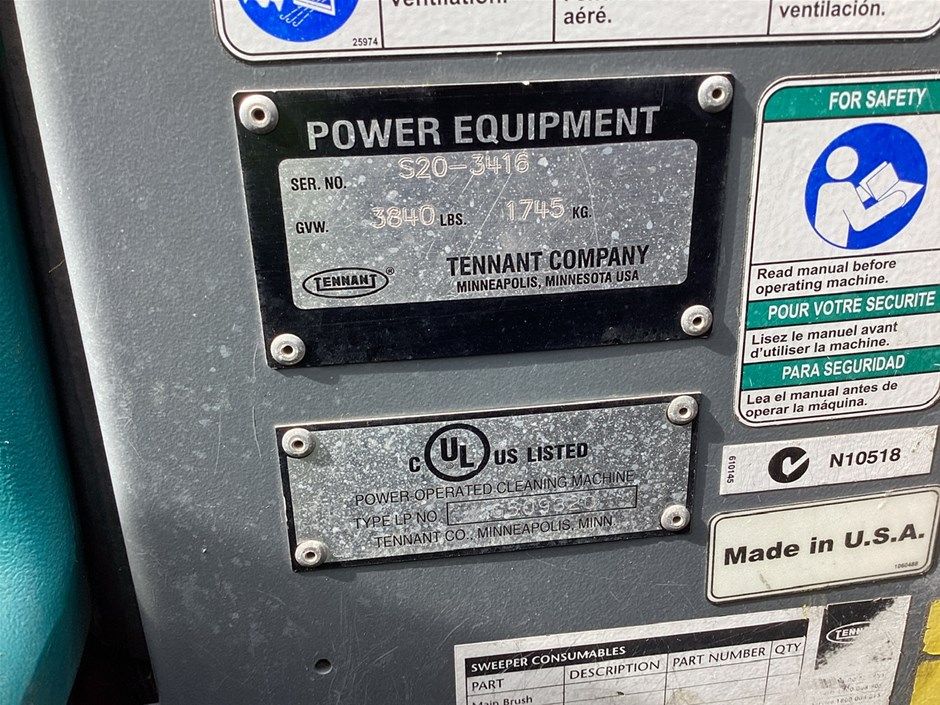 ventilation.
aéré.
ventilación.
25974
POWER EQUIPMENT
SER. NO. S20-3416
GVW. 3840 LBS. 1745 KG.
TENNANT ®
TENNANT COMPANY
MINNEAPOLIS, MINNESOTA USA
FOR SAFETY
Read manual before
operating machine.
POUR VOTRE SECURITE
Lisez le manuel avant
d'utiliser la machine.
PARA SEGURIDAD
Lea el manual antes de
operar la máquina.
C UL US LISTED
POWER-OPERATED CLEANING MACHINE
TYPE LP NO.
TENNANT CO., MINNEAPOLIS, MINN.
610145
N10518
Made in U.S.A.
1060488
SWEEPER CONSUMABLES
PART DESCRIPTION PART NUMBER QTY
Main Brush